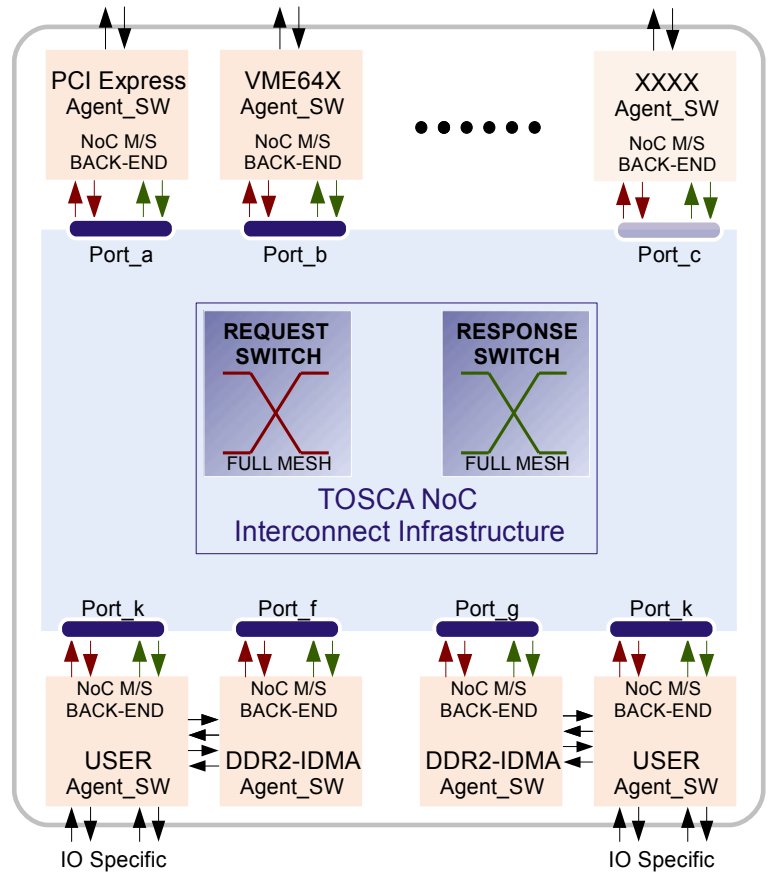 PCI Express
Agent_SW
NoC M/S
BACK-END
VME64X
Agent_SW
NoC M/S
BACK-END
XXXX
Agent_SW
NoC M/S
BACK-END
Port_a
Port_b
Port_c
REQUEST
SWITCH
FULL MESH
RESPONSE
SWITCH
FULL MESH
TOSCA NoC
Interconnect Infrastructure
Port_k
Port_f
Port_g
Port_k
NoC M/S
BACK-END
USER
Agent_SW
NoC M/S
BACK-END
DDR2-IDMA
Agent_SW
NoC M/S
BACK-END
DDR2-IDMA
Agent_SW
NoC M/S
BACK-END
USER
Agent_SW
IO Specific
IO Specific